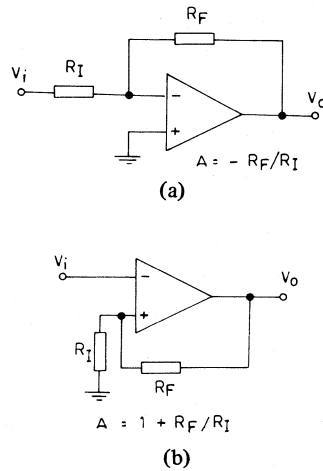 R_F
V_i
R_I
V_o
−
+
A = − R_F/R_I
(a)
V_i
−
V_o
+
R_I
R_F
A = 1 + R_F/R_I
(b)